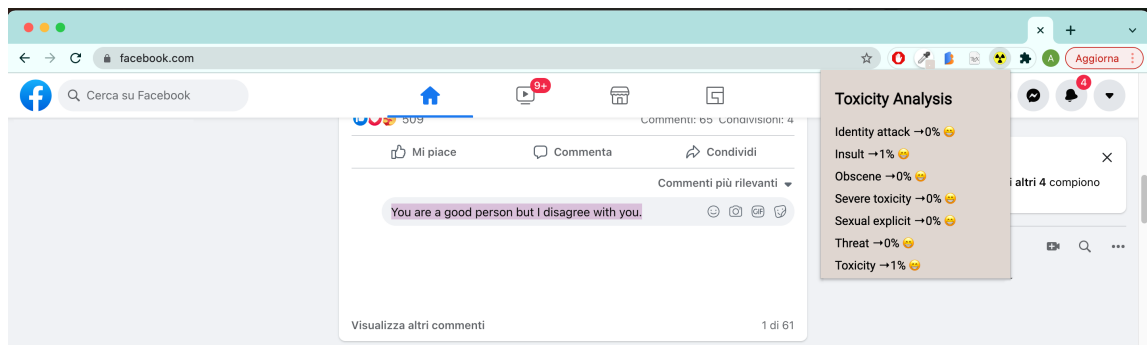 facebook.com
A
Aggiorna
Cerca su Facebook
9+
4
509
Commenti: 65 Condivisioni: 4
Mi piace
Commenta
Condividi
Commenti più rilevanti
You are a good person but I disagree with you.
GIF
Visualizza altri commenti
1 di 61
Toxicity Analysis
Identity attack →0% 😁
Insult →1% 😁
Obscene →0% 😁
Severe toxicity →0% 😁
Sexual explicit →0% 😁
Threat →0% 😁
Toxicity →1% 😁
i altri 4 compiono